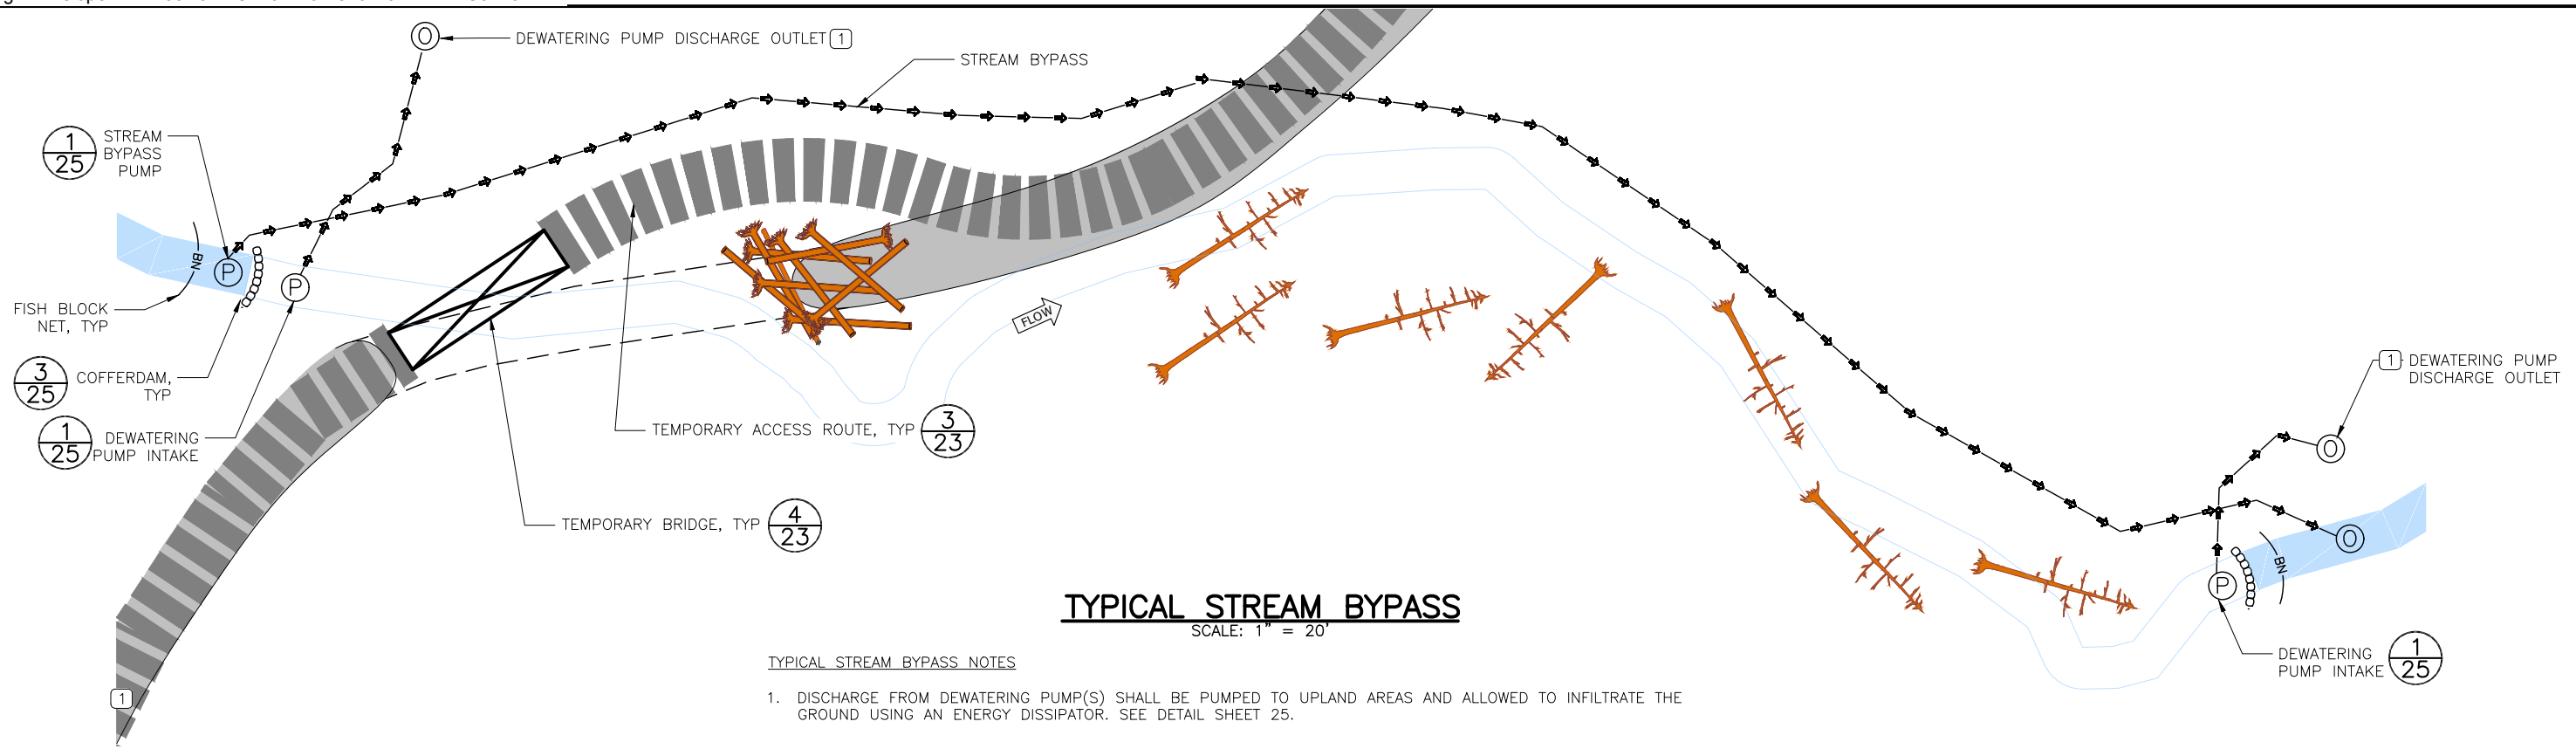 DEWATERING PUMP DISCHARGE OUTLET 1
STREAM BYPASS
1
25
STREAM
BYPASS
PUMP
P
BN
P
O
FISH BLOCK
NET, TYP
3
25
COFFERDAM,
TYP
1
25
DEWATERING
PUMP INTAKE
FLOW
TEMPORARY ACCESS ROUTE, TYP
3
23
TEMPORARY BRIDGE, TYP
4
23
1 DEWATERING PUMP
DISCHARGE OUTLET
O
O
P
BN
DEWATERING
PUMP INTAKE
1
25
TYPICAL STREAM BYPASS
SCALE: 1" = 20'
TYPICAL STREAM BYPASS NOTES
1. DISCHARGE FROM DEWATERING PUMP(S) SHALL BE PUMPED TO UPLAND AREAS AND ALLOWED TO INFILTRATE THE
GROUND USING AN ENERGY DISSIPATOR. SEE DETAIL SHEET 25.
1